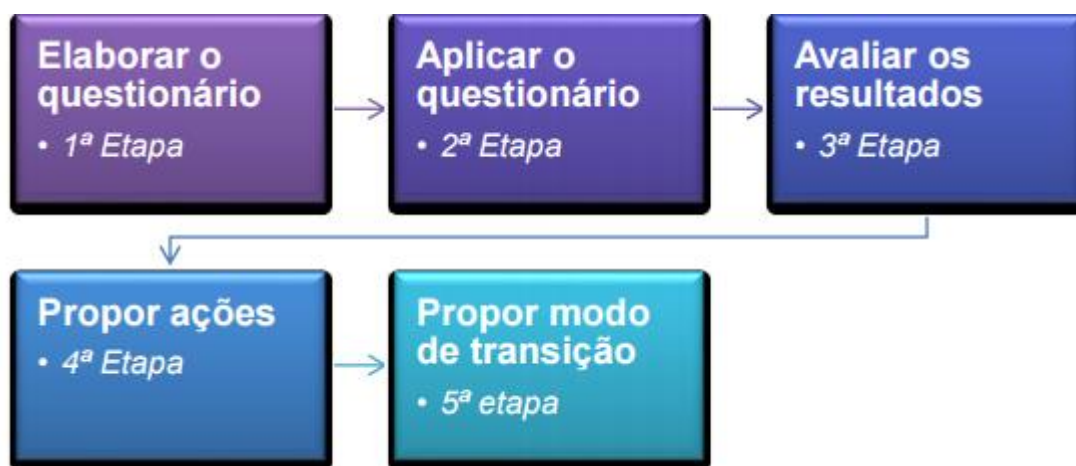 Elaborar o
questionário
• 1ª Etapa
Aplicar o
questionário
• 2ª Etapa
Avaliar os
resultados
• 3ª Etapa
Propor ações
• 4ª Etapa
Propor modo
de transição
• 5ª etapa